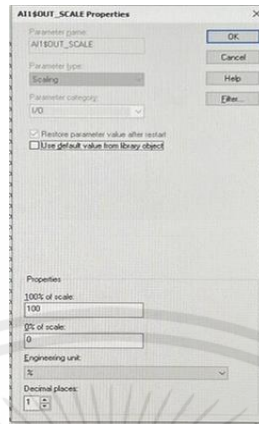 AI1$OUT_SCALE Properties
Parameter name:
AI1$OUT_SCALE
OK
Cancel
Parameter type:
Scaling
Help
Parameter category:
I/O
Filter...
Restore parameter value after restart
Use default value from library object
Properties
100% of scale:
100
0% of scale:
0
Engineering unit:
%
Decimal places:
1